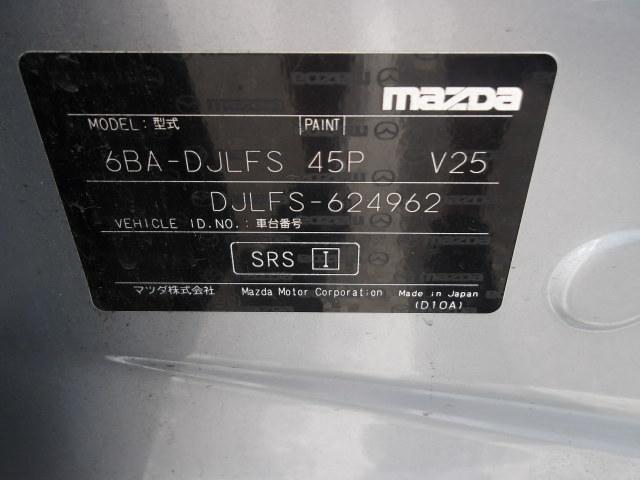 mazda
MODEL:型式 PAINT
6BA-DJLFS 45P V25
DJLFS-624962
VEHICLE ID.NO.:車台番号
SRS I
マツダ株式会社 Mazda Motor Corporation Made in Japan
(D10A)